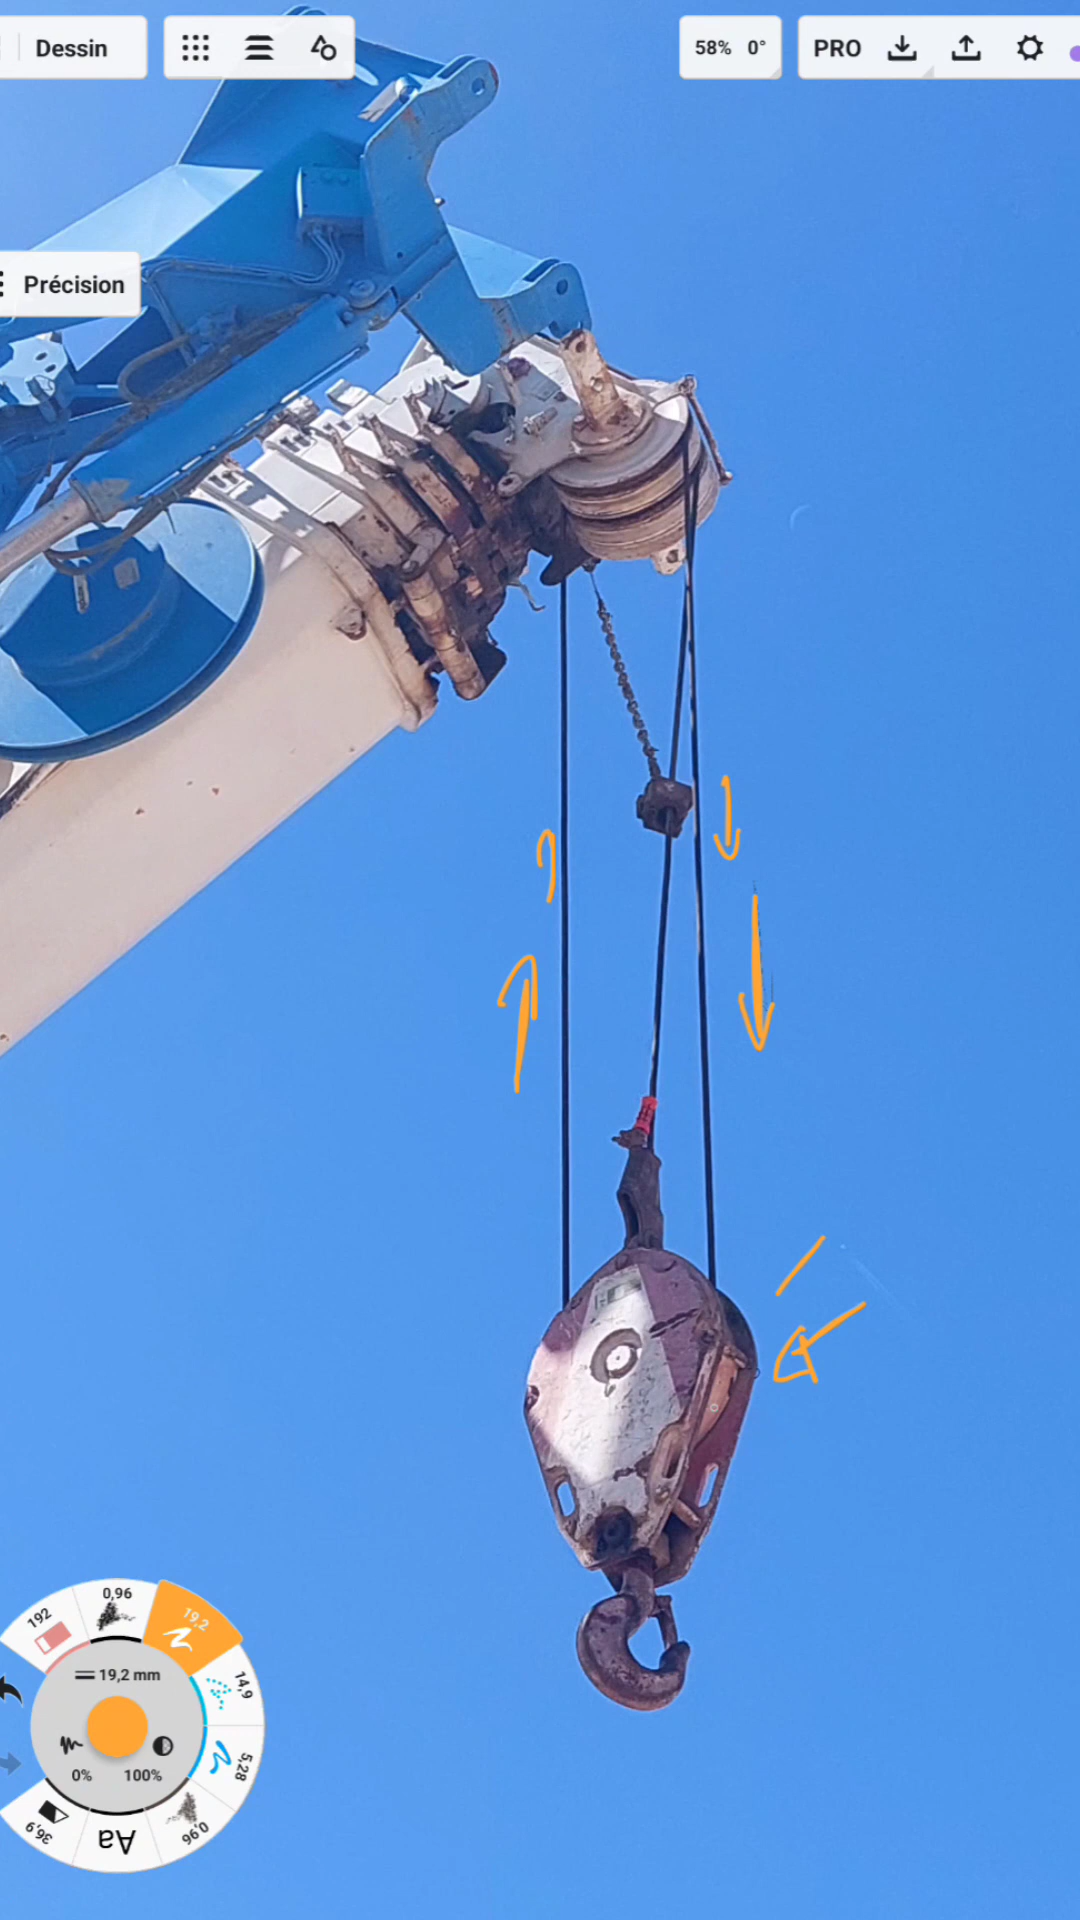 Dessin
58% 0°
PRO
Précision
0,96
192
19,2
14,9
19,2 mm
5,28
0% 100%
0,96
36,9
Aa